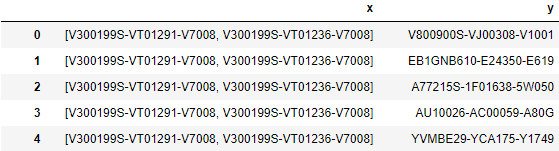 x y
0 [V300199S-VT01291-V7008, V300199S-VT01236-V7008] V800900S-VJ00308-V1001
1 [V300199S-VT01291-V7008, V300199S-VT01236-V7008] EB1GNB610-E24350-E619
2 [V300199S-VT01291-V7008, V300199S-VT01236-V7008] A77215S-1F01638-5W050
3 [V300199S-VT01291-V7008, V300199S-VT01236-V7008] AU10026-AC00059-A80G
4 [V300199S-VT01291-V7008, V300199S-VT01236-V7008] YVMBE29-YCA175-Y1749